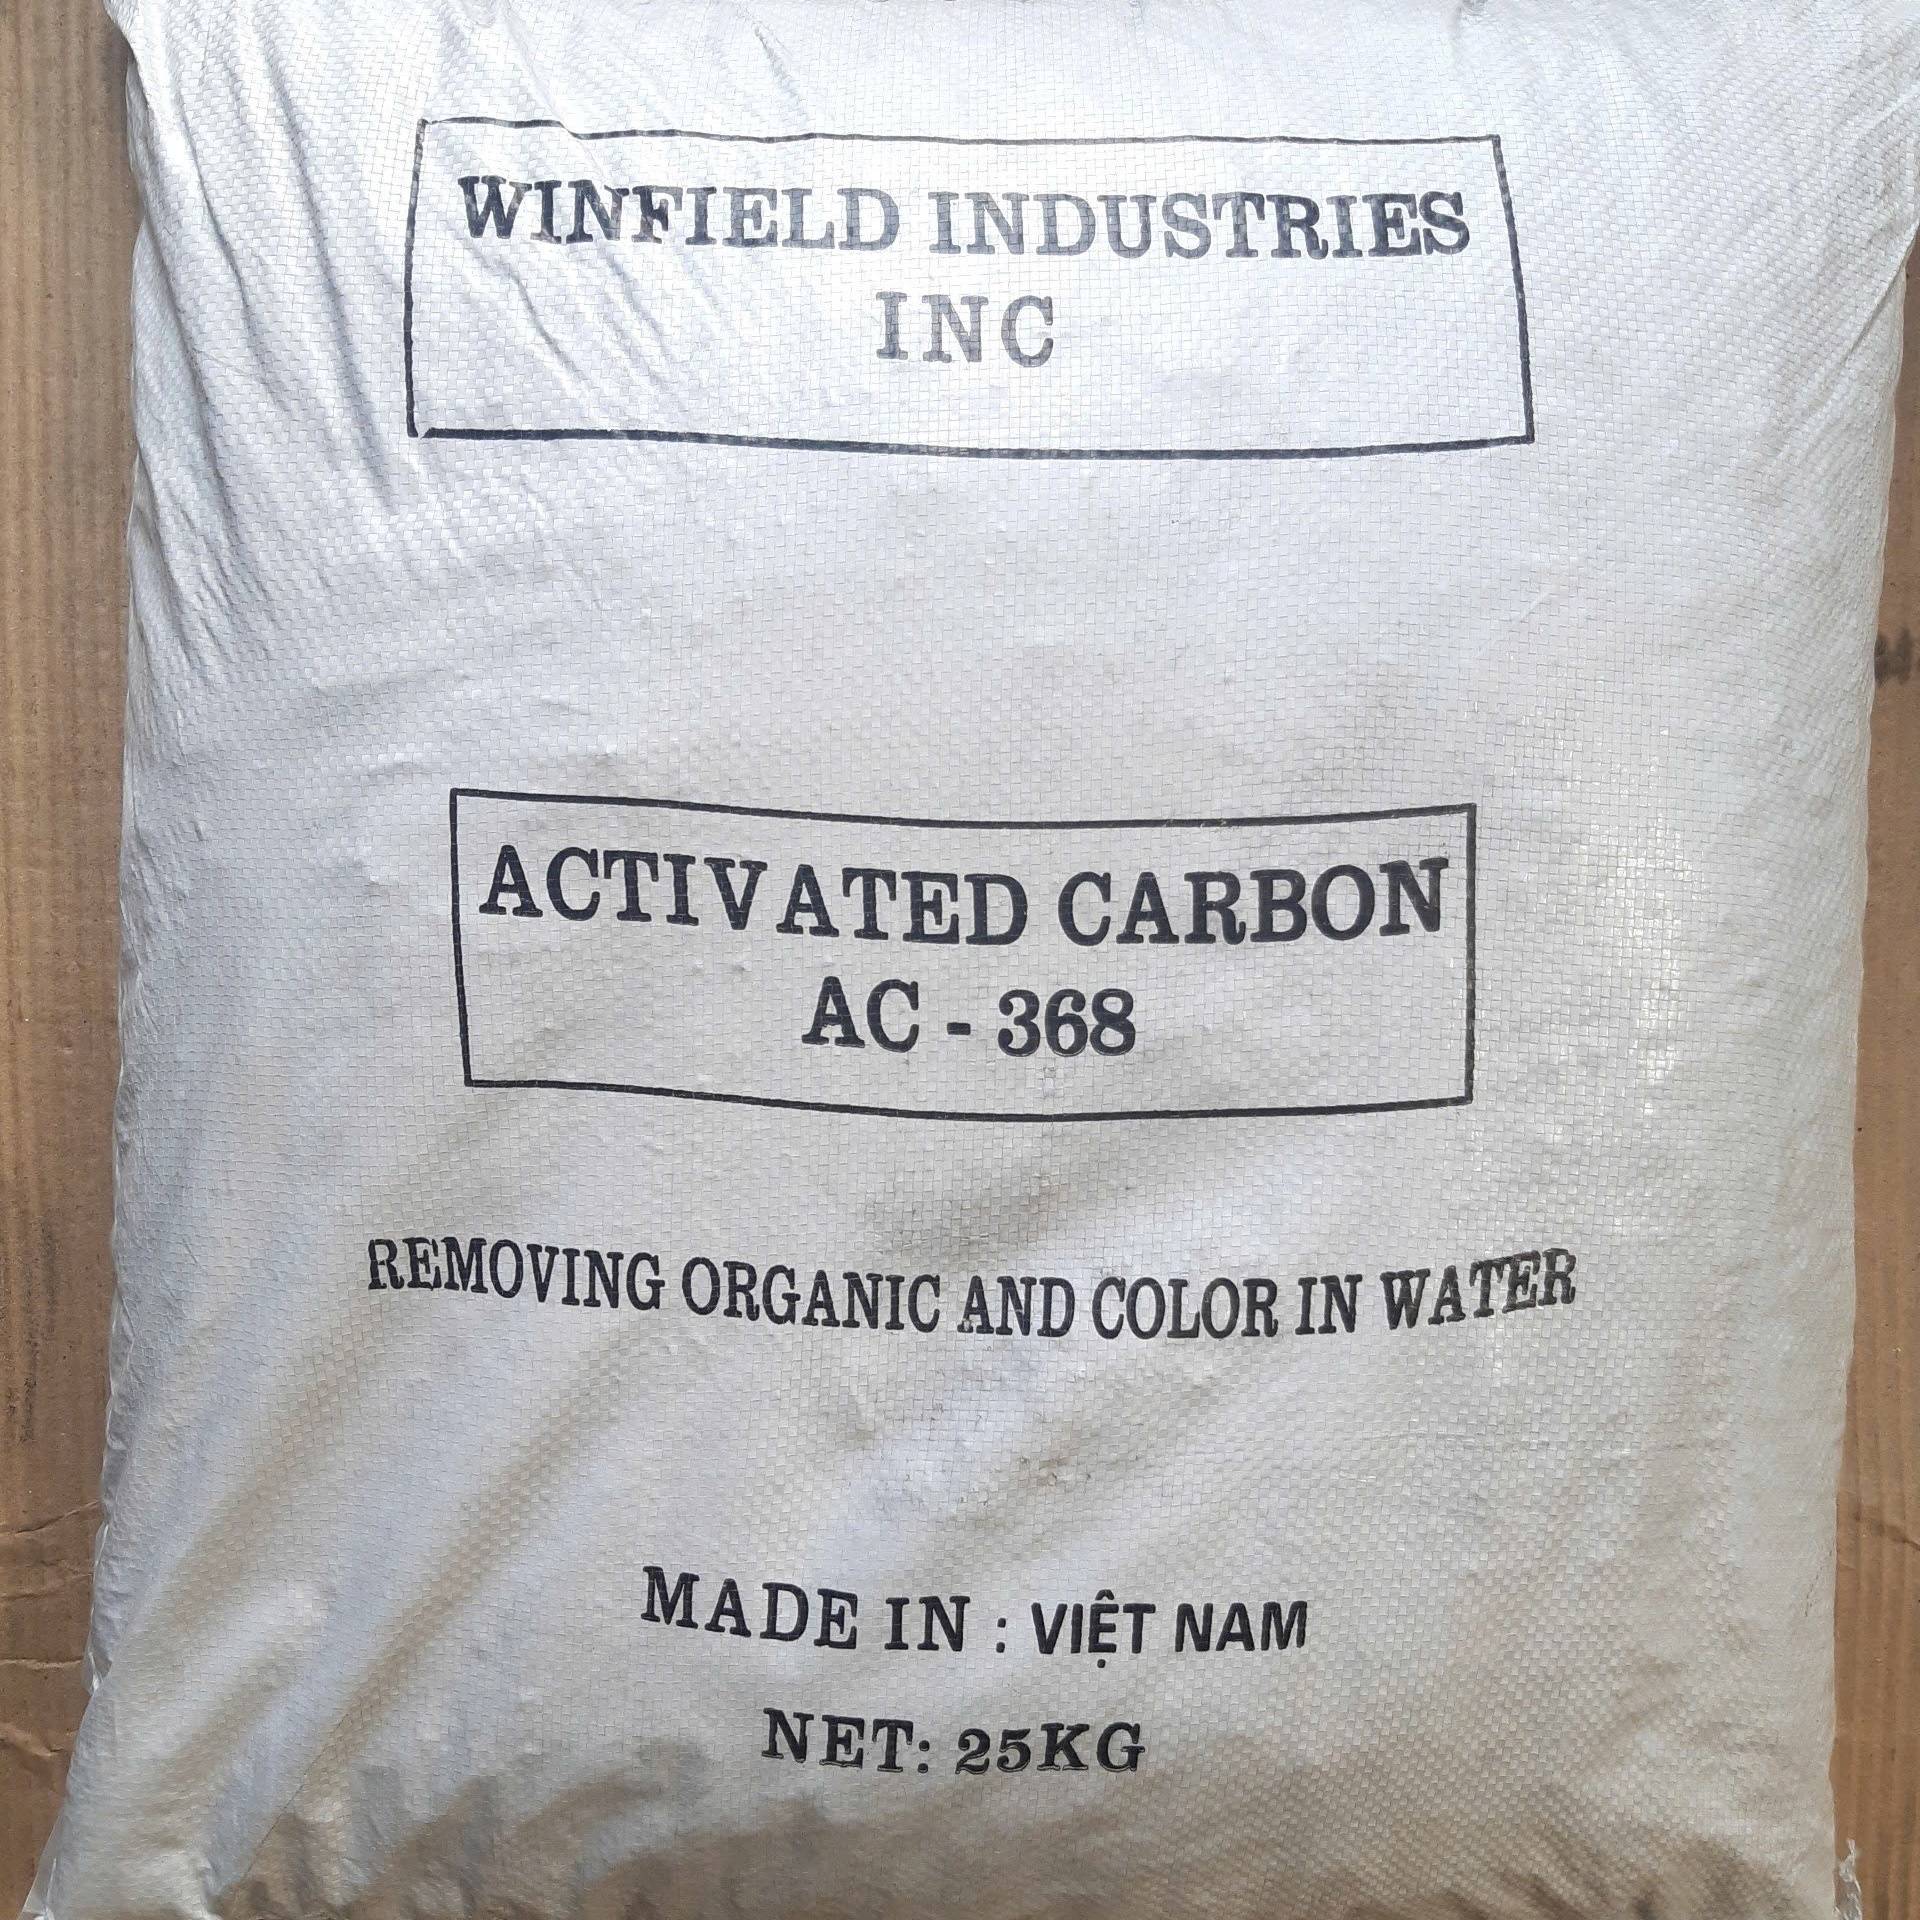 WINFIELD INDUSTRIES
INC
ACTIVATED CARBON
AC - 368
REMOVING ORGANIC AND COLOR IN WATER
MADE IN : VIỆT NAM
NET: 25KG